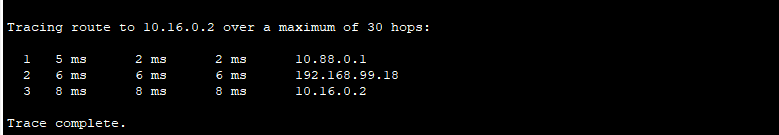 Tracing route to 10.16.0.2 over a maximum of 30 hops:
1 5 ms 2 ms 2 ms 10.88.0.1
2 6 ms 6 ms 6 ms 192.168.99.18
3 8 ms 8 ms 8 ms 10.16.0.2
Trace complete.